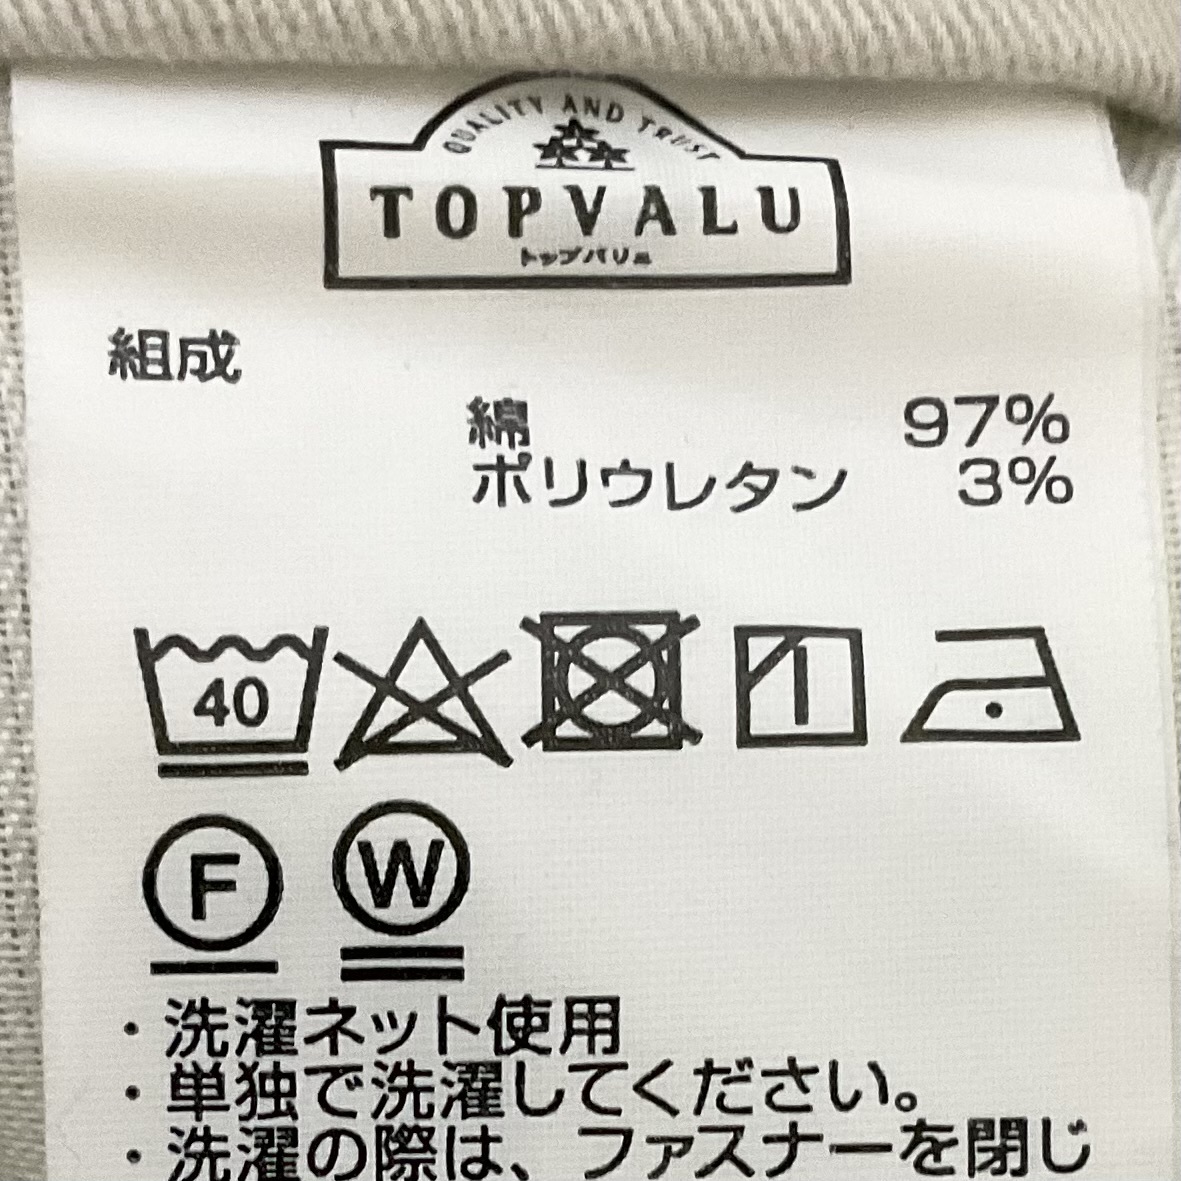 QUALITY AND TRUST
TOPVALU
トップバリュ
組成
綿 97%
ポリウレタン 3%
40
F W
・洗濯ネット使用
・単独で洗濯してください。
・洗濯の際は、ファスナーを閉じ